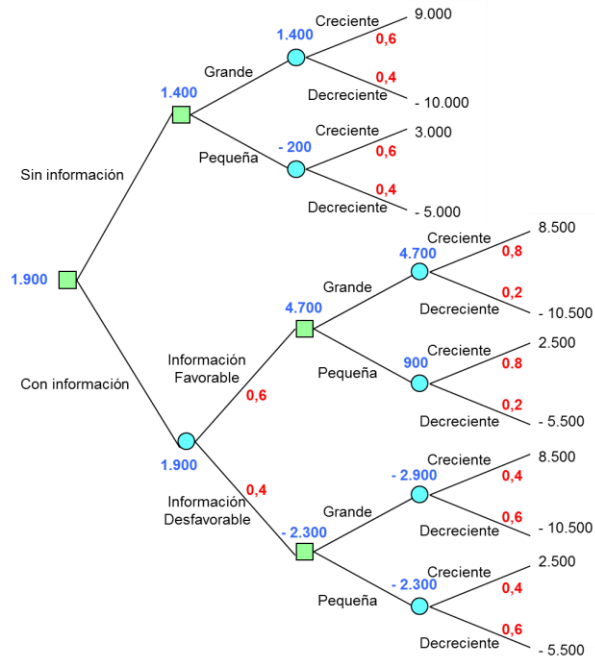 Creciente
9.000
1.400
0,6
Grande
0,4
1.400
Decreciente
- 10.000
Creciente
3.000
- 200
0,6
Pequeña
Sin información
0,4
Decreciente
- 5.000
8.500
Creciente
4.700
0,8
1.900
Grande
0,2
4.700
Decreciente
- 10.500
Creciente
2.500
Información
Favorable
900
0.8
Pequeña
Con información
0,6
0,2
Decreciente
- 5.500
8.500
Creciente
1.900
- 2.900
0,4
0,4
Información
Desfavorable
Grande
0,6
- 2.300
Decreciente
- 10.500
Creciente
2.500
- 2.300
0,4
Pequeña
0,6
Decreciente
- 5.500